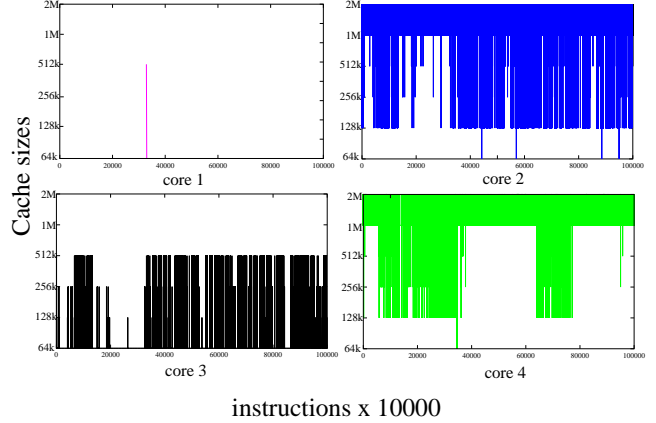 Cache sizes
2M
1M
512k
256k
128k
64k
0 20000 40000 60000 80000 100000
core 1
2M
1M
512k
256k
128k
64k
0 20000 40000 60000 80000 100000
core 2
2M
1M
512k
256k
128k
64k
0 20000 40000 60000 80000 100000
core 3
2M
1M
512k
256k
128k
64k
0 20000 40000 60000 80000 100000
core 4
instructions x 10000